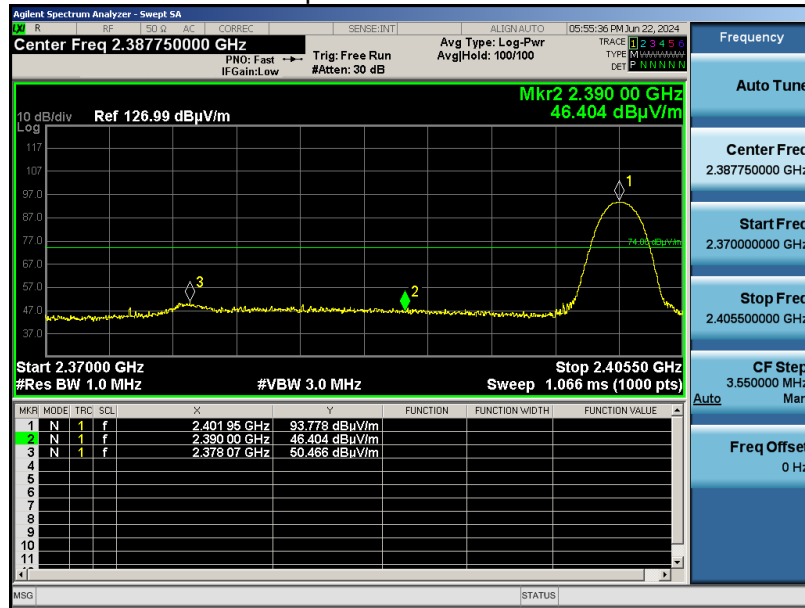 Agilent Spectrum Analyzer - Swept SA
LXI R RF 50 Ω AC CORREC SENSE:INT ALIGN AUTO 05:55:36 PM Jun 22, 2024
Center Freq 2.387750000 GHz
PNO: Fast
IFGain:Low
Trig: Free Run
#Atten: 30 dB
Avg Type: Log-Pwr
Avg|Hold: 100/100
TRACE 1 2 3 4 5 6
TYPE M
DET P N N N N N
Mkr2 2.390 00 GHz
46.404 dBμV/m
10 dB/div Ref 126.99 dBμV/m
Log
117
107
97.0
87.0
77.0
67.0
57.0
47.0
37.0
1
2
3
74.00 dBμV/m
Start 2.37000 GHz Stop 2.40550 GHz
#Res BW 1.0 MHz #VBW 3.0 MHz Sweep 1.066 ms (1000 pts)
MKR MODE TRC SCL X Y FUNCTION FUNCTION WIDTH FUNCTION VALUE
1 N 1 f 2.401 95 GHz 93.778 dBμV/m
2 N 1 f 2.390 00 GHz 46.404 dBμV/m
3 N 1 f 2.378 07 GHz 50.466 dBμV/m
4
5
6
7
8
9
10
11
MSG STATUS
Frequency
Auto Tune
Center Freq
2.387750000 GHz
Start Freq
2.370000000 GHz
Stop Freq
2.405500000 GHz
CF Step
3.550000 MHz
Auto Man
Freq Offset
0 Hz